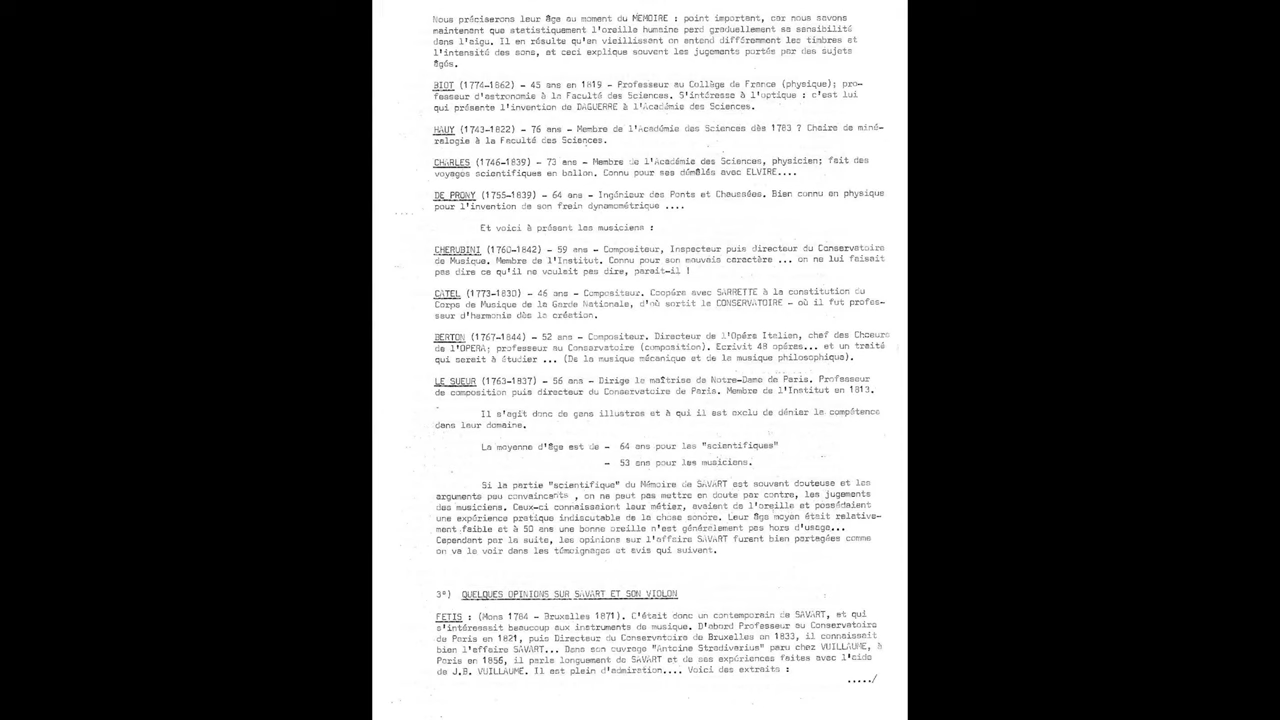 Nous préciserons leur âge au moment du MEMOIRE : point important, car nous savons
maintenant que statistiquement l'oreille humaine perd graduellement sa sensibilité
dans l'aigu. Il en résulte qu'en vieillissant on entend différemment les timbres et
l'intensité des sons, et ceci explique souvent les jugements portés par des sujets
âgés.
BIOT (1774-1862) - 45 ans en 1819 - Professeur au Collège de France (physique); pro-
fesseur d'astronomie à la Faculté des Sciences. S'intéresse à l'optique : c'est lui
qui présente l'invention de DAGUERRE à l'Académie des Sciences.
HAUY (1743-1822) - 76 ans - Membre de l'Académie des Sciences dès 1783 ? Chaire de miné-
ralogie à la Faculté des Sciences.
CHARLES (1746-1839) - 73 ans - Membre de l'Académie des Sciences, physicien; fait des
voyages scientifiques en ballon. Connu pour ses démêlés avec ELVIRE....
DE PRONY (1755-1839) - 64 ans - Ingénieur des Ponts et Chaussées. Bien connu en physique
pour l'invention de son frein dynamométrique ....
Et voici à présent les musiciens :
CHERUBINI (1760-1842) - 59 ans - Compositeur, Inspecteur puis directeur du Conservatoire
de Musique. Membre de l'Institut. Connu pour son mauvais caractère ... on ne lui faisait
pas dire ce qu'il ne voulait pas dire, parait-il !
CATEL (1773-1830) - 46 ans - Compositeur. Coopère avec SARRETTE à la constitution du
Corps de Musique de la Garde Nationale, d'où sortit le CONSERVATOIRE - où il fut profes-
seur d'harmonie dès la création.
BERTON (1767-1844) - 52 ans - Compositeur. Directeur de l'Opéra Italien, chef des Choeurs
de l'OPERA; professeur au Conservatoire (composition). Ecrivit 48 opéras... et un traité
qui serait à étudier ... (De la musique mécanique et de la musique philosophique).
LE SUEUR (1763-1837) - 56 ans - Dirige la maîtrise de Notre-Dame de Paris. Professeur
de composition puis directeur du Conservatoire de Paris. Membre de l'Institut en 1813.
Il s'agit donc de gens illustres et à qui il est exclu de dénier la compétence
dans leur domaine.
La moyenne d'âge est de - 64 ans pour les "scientifiques"
- 53 ans pour les musiciens.
Si la partie "scientifique" du Mémoire de SAVART est souvent douteuse et les
arguments peu convaincants , on ne peut pas mettre en doute par contre, les jugements
des musiciens. Ceux-ci connaissaient leur métier, avaient de l'oreille et possédaient
une expérience pratique indiscutable de la chose sonore. Leur âge moyen était relative-
ment faible et à 50 ans une bonne oreille n'est généralement pas hors d'usage...
Cependant par la suite, les opinions sur l'affaire SAVART furent bien partagées comme
on va le voir dans les témoignages et avis qui suivent.
3°) QUELQUES OPINIONS SUR SAVART ET SON VIOLON
FETIS : (Mons 1784 - Bruxelles 1871). C'était donc un contemporain de SAVART, et qui
s'intéressait beaucoup aux instruments de musique. D'abord Professeur au Conservatoire
de Paris en 1821, puis Directeur du Conservatoire de Bruxelles en 1833, il connaissait
bien l'affaire SAVART... Dans son ouvrage "Antoine Stradivarius" paru chez VUILLAUME, à
Paris en 1856, il parle longuement de SAVART et de ses expériences faites avec l'aide
de J.B. VUILLAUME. Il est plein d'admiration.... Voici des extraits :
...../